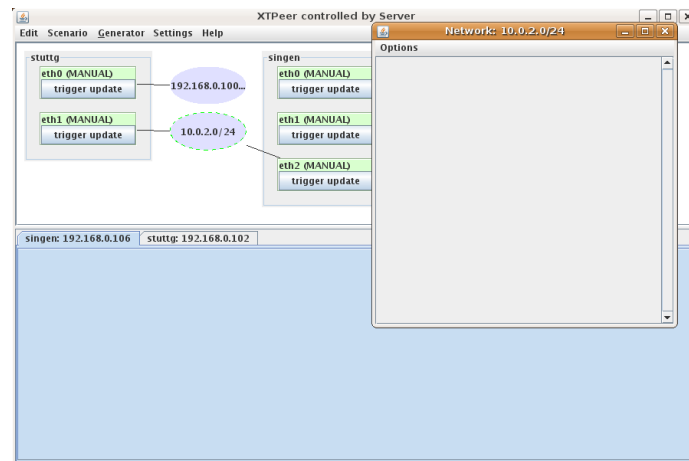 XTPeer controlled by Server
Edit Scenario Generator Settings Help
Network: 10.0.2.0/24
Options
stuttg
eth0 (MANUAL)
trigger update
eth1 (MANUAL)
trigger update
192.168.0.100...
10.0.2.0/24
singen
eth0 (MANUAL)
trigger update
eth1 (MANUAL)
trigger update
eth2 (MANUAL)
trigger update
singen: 192.168.0.106
stuttg: 192.168.0.102